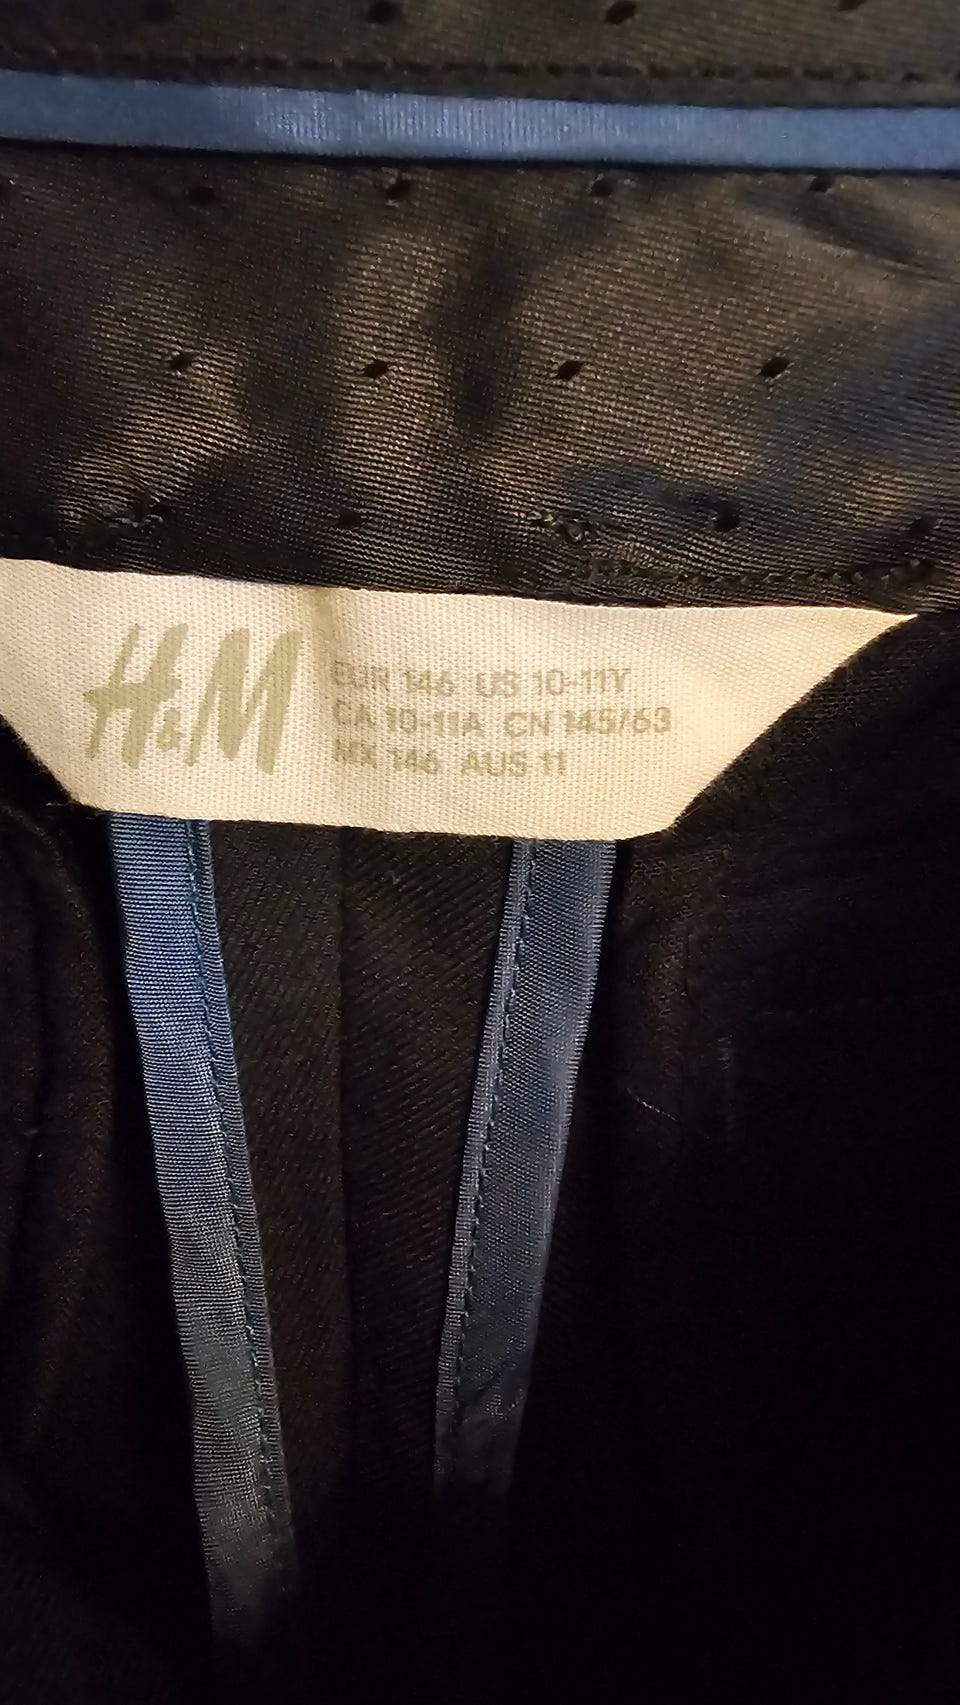 H&M
EUR 146 US 10-11Y
CA 10-11A CN 145/63
MX 146 AUS 11